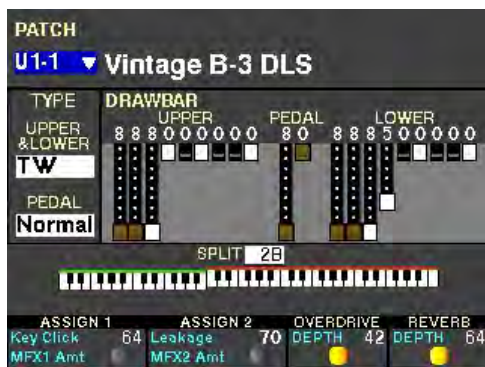 PATCH
U1-1 Vintage B-3 DLS
TYPE DRAWBAR
UPPER PEDAL LOWER
UPPER
&LOWER
888000000 80 888500000
TW
PEDAL
Normal
SPLIT 2B
ASSIGN 1 ASSIGN 2 OVERDRIVE REVERB
Key Click 64 Leakage 70 DEPTH 42 DEPTH 64
MFX1 Amt MFX2 Amt